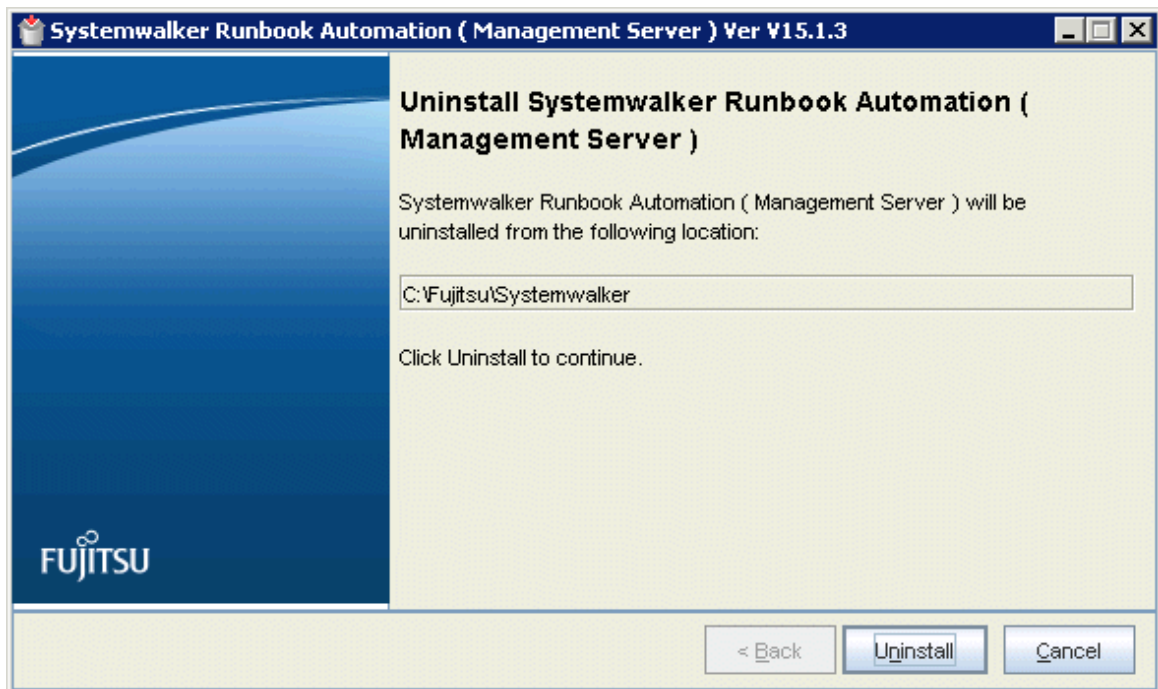 Systemwalker Runbook Automation ( Management Server ) Ver V15.1.3
Uninstall Systemwalker Runbook Automation (
Management Server )
Systemwalker Runbook Automation ( Management Server ) will be
uninstalled from the following location:
C:\Fujitsu\Systemwalker
Click Uninstall to continue.
FUJITSU
< Back
Uninstall
Cancel